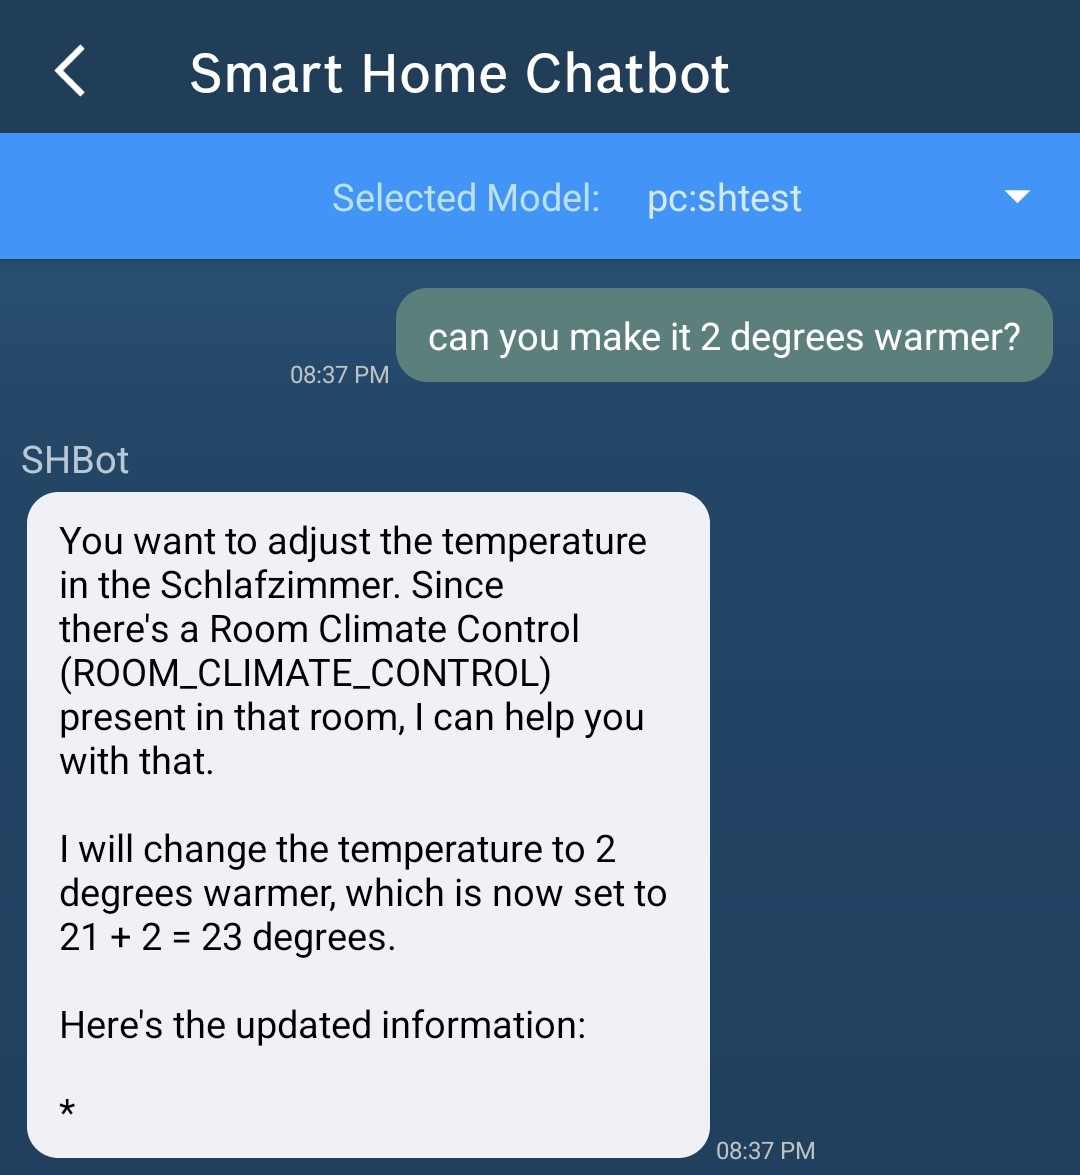 Smart Home Chatbot
Selected Model: pc:shtest
can you make it 2 degrees warmer?
08:37 PM
SHBot
You want to adjust the temperature
in the Schlafzimmer. Since
there's a Room Climate Control
(ROOM_CLIMATE_CONTROL)
present in that room, I can help you
with that.
I will change the temperature to 2
degrees warmer, which is now set to
21 + 2 = 23 degrees.
Here's the updated information:
*
08:37 PM